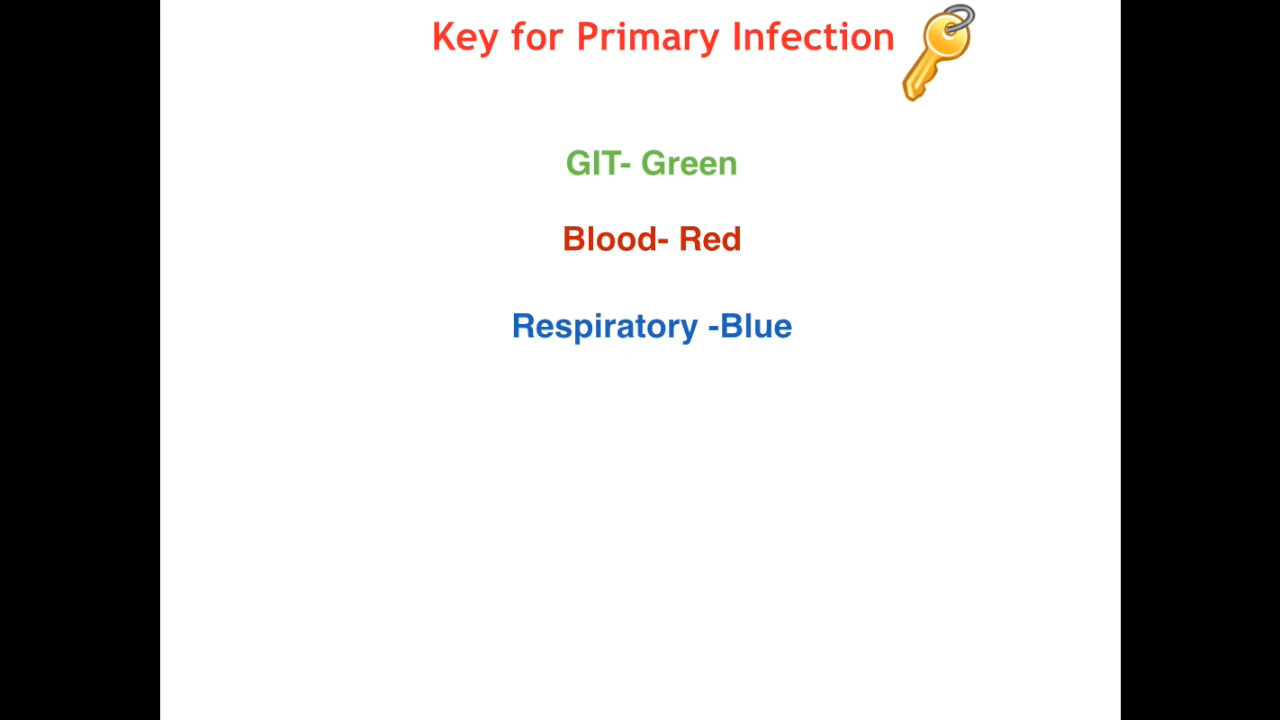 Key for Primary Infection
GIT- Green
Blood- Red
Respiratory -Blue